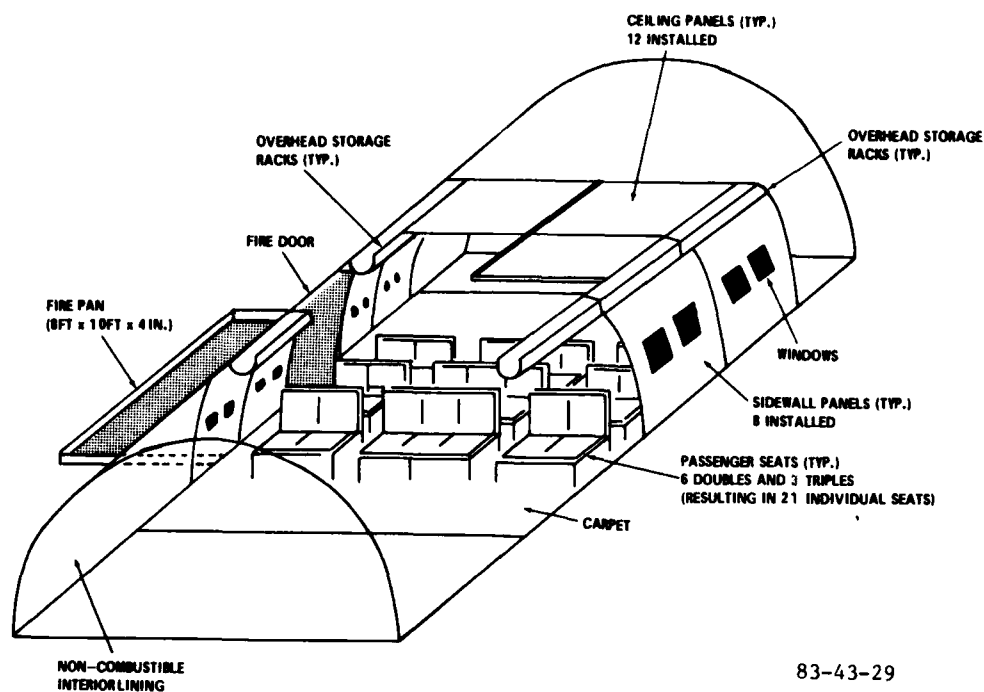 CEILING PANELS (TYP.)
12 INSTALLED
OVERHEAD STORAGE
RACKS (TYP.)
OVERHEAD STORAGE
RACKS (TYP.)
FIRE DOOR
FIRE PAN
(8FT x 10FT x 4 IN.)
WINDOWS
SIDEWALL PANELS (TYP.)
8 INSTALLED
PASSENGER SEATS (TYP.)
6 DOUBLES AND 3 TRIPLES
(RESULTING IN 21 INDIVIDUAL SEATS)
CARPET
NON-COMBUSTIBLE
INTERIOR LINING
83-43-29